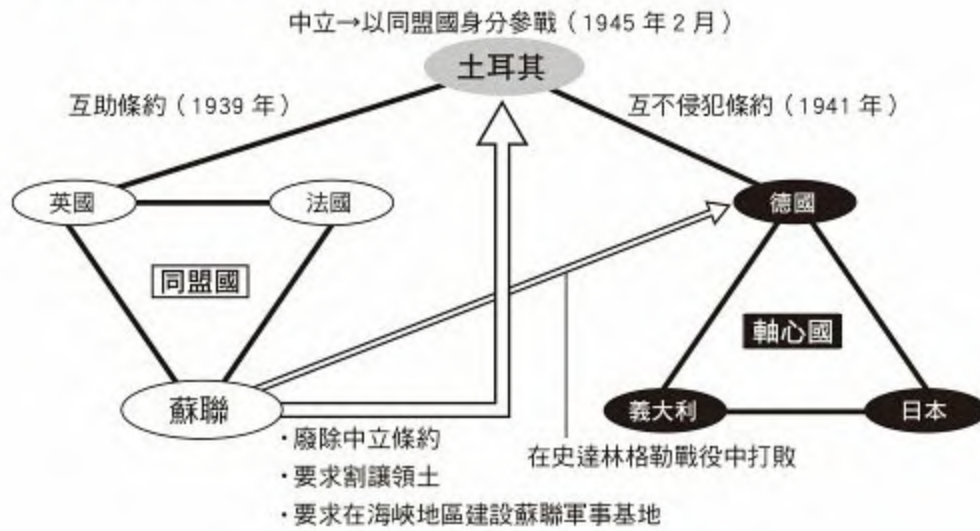 中立→以同盟國身分參戰（1945 年 2 月）
土耳其
互助條約（1939 年）
互不侵犯條約（1941 年）
英國
法國
德國
同盟國
軸心國
蘇聯
義大利
日本
·廢除中立條約
·要求割讓領土
·要求在海峽地區建設蘇聯軍事基地
在史達林格勒戰役中打敗